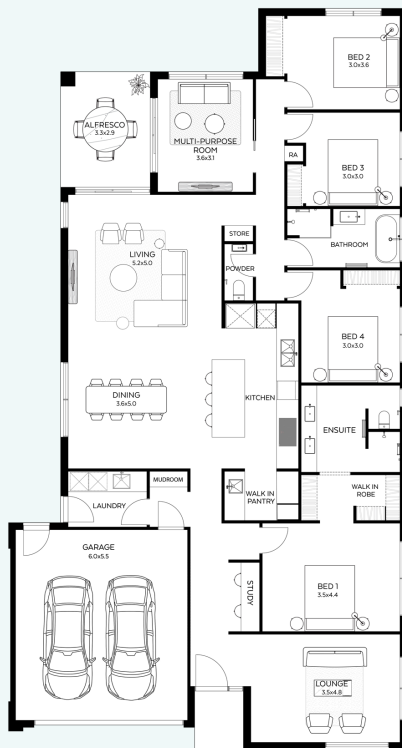 BED 2
3.0x3.6
ALFRESCO
3.3x2.9
MULTI-PURPOSE
ROOM
3.6x3.1
RA
BED 3
3.0x3.0
STORE
BATHROOM
LIVING
5.2x5.0
POWDER
BED 4
3.0x3.0
DINING
3.6x5.0
KITCHEN
ENSUITE
MUDROOM
LAUNDRY
WALK IN
PANTRY
WALK IN
ROBE
GARAGE
6.0x5.5
STUDY
BED 1
3.5x4.4
LOUNGE
3.5x4.8